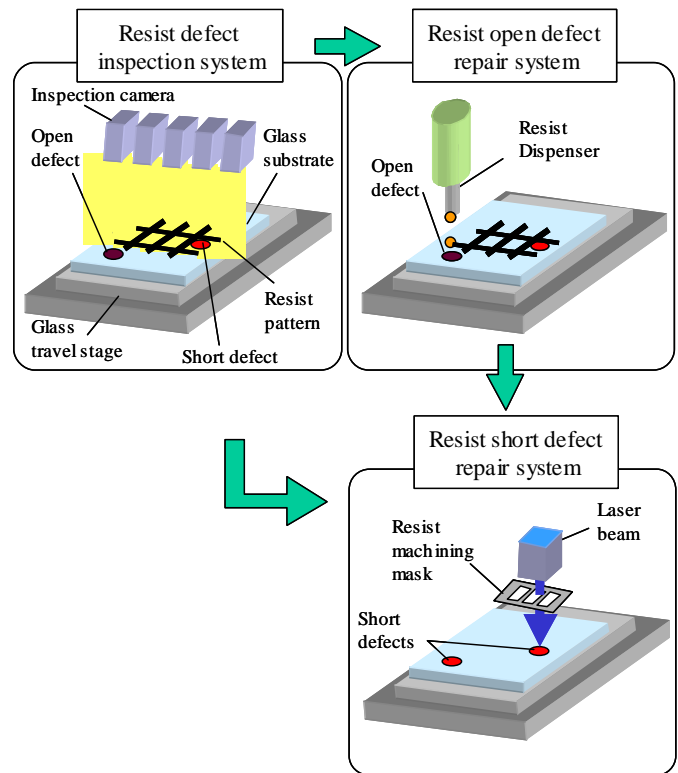 Resist defect
inspection system
Inspection camera
Open
defect
Glass
substrate
Resist
pattern
Glass
travel stage
Short defect
Resist open defect
repair system
Resist
Dispenser
Open
defect
Resist short defect
repair system
Laser
beam
Resist
machining
mask
Short
defects